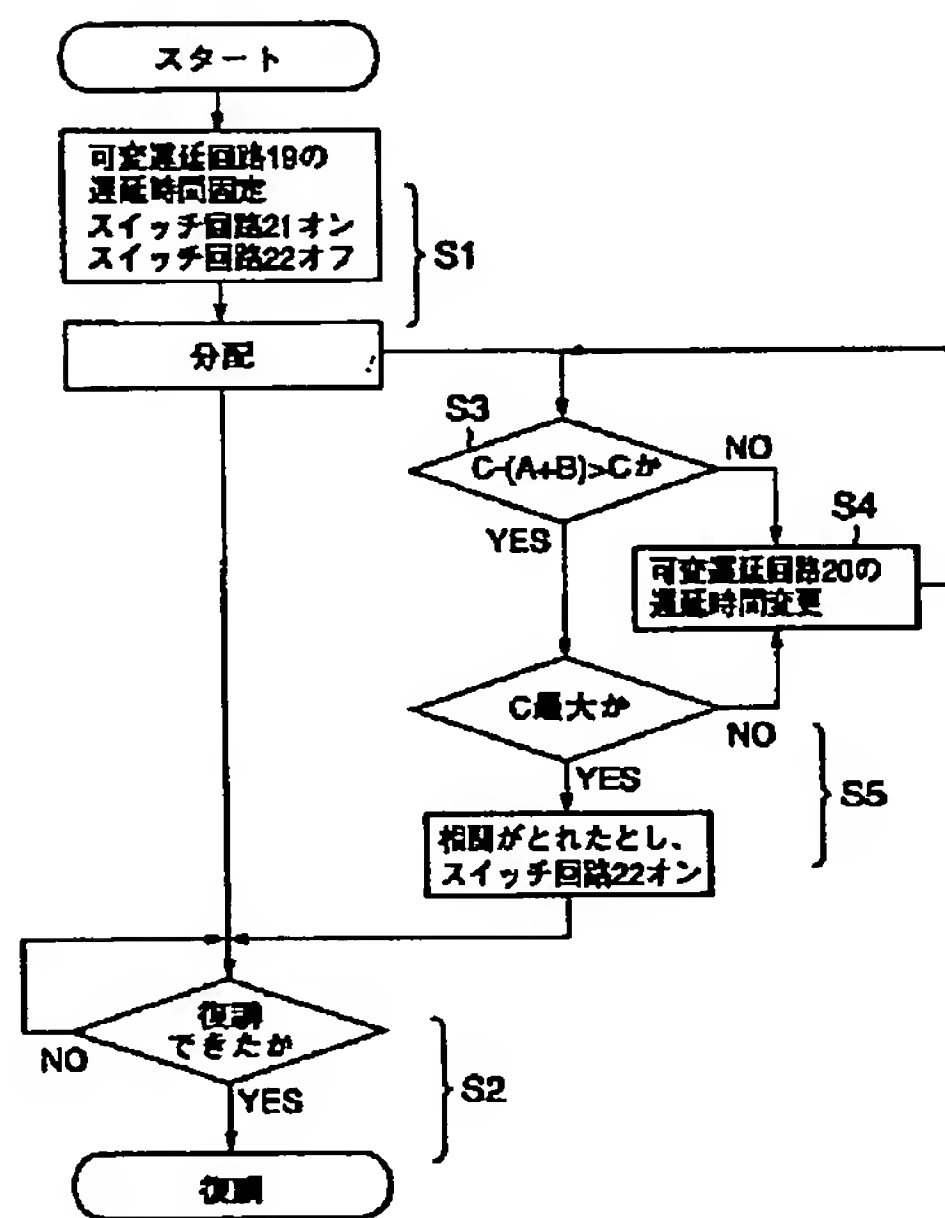 スタート
可変遅延回路19の
遅延時間固定
スイッチ回路21オン
スイッチ回路22オフ
S1
分配
S3
C-(A+B)>Cか
NO
YES
S4
可変遅延回路20の
遅延時間変更
C最大か
NO
YES
S5
相関がとれたとし、
スイッチ回路22オン
復調
できたか
NO
YES
S2
復調